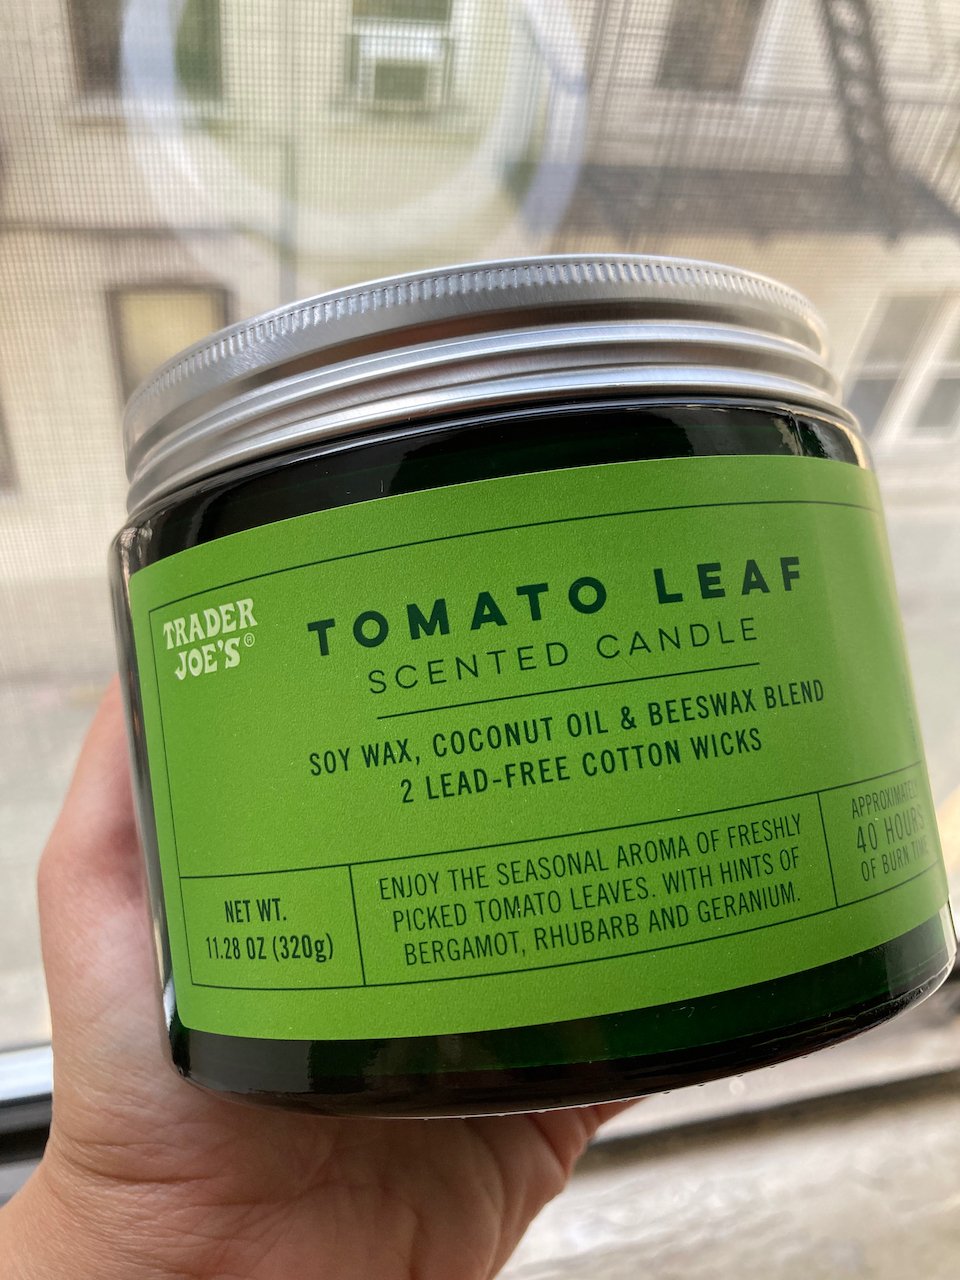 TRADER
JOE'S®
TOMATO LEAF
SCENTED CANDLE
SOY WAX, COCONUT OIL & BEESWAX BLEND
2 LEAD-FREE COTTON WICKS
NET WT.
11.28 OZ (320g)
ENJOY THE SEASONAL AROMA OF FRESHLY
PICKED TOMATO LEAVES. WITH HINTS OF
BERGAMOT, RHUBARB AND GERANIUM.
APPROXIMATELY
40 HOURS
OF BURN TIME